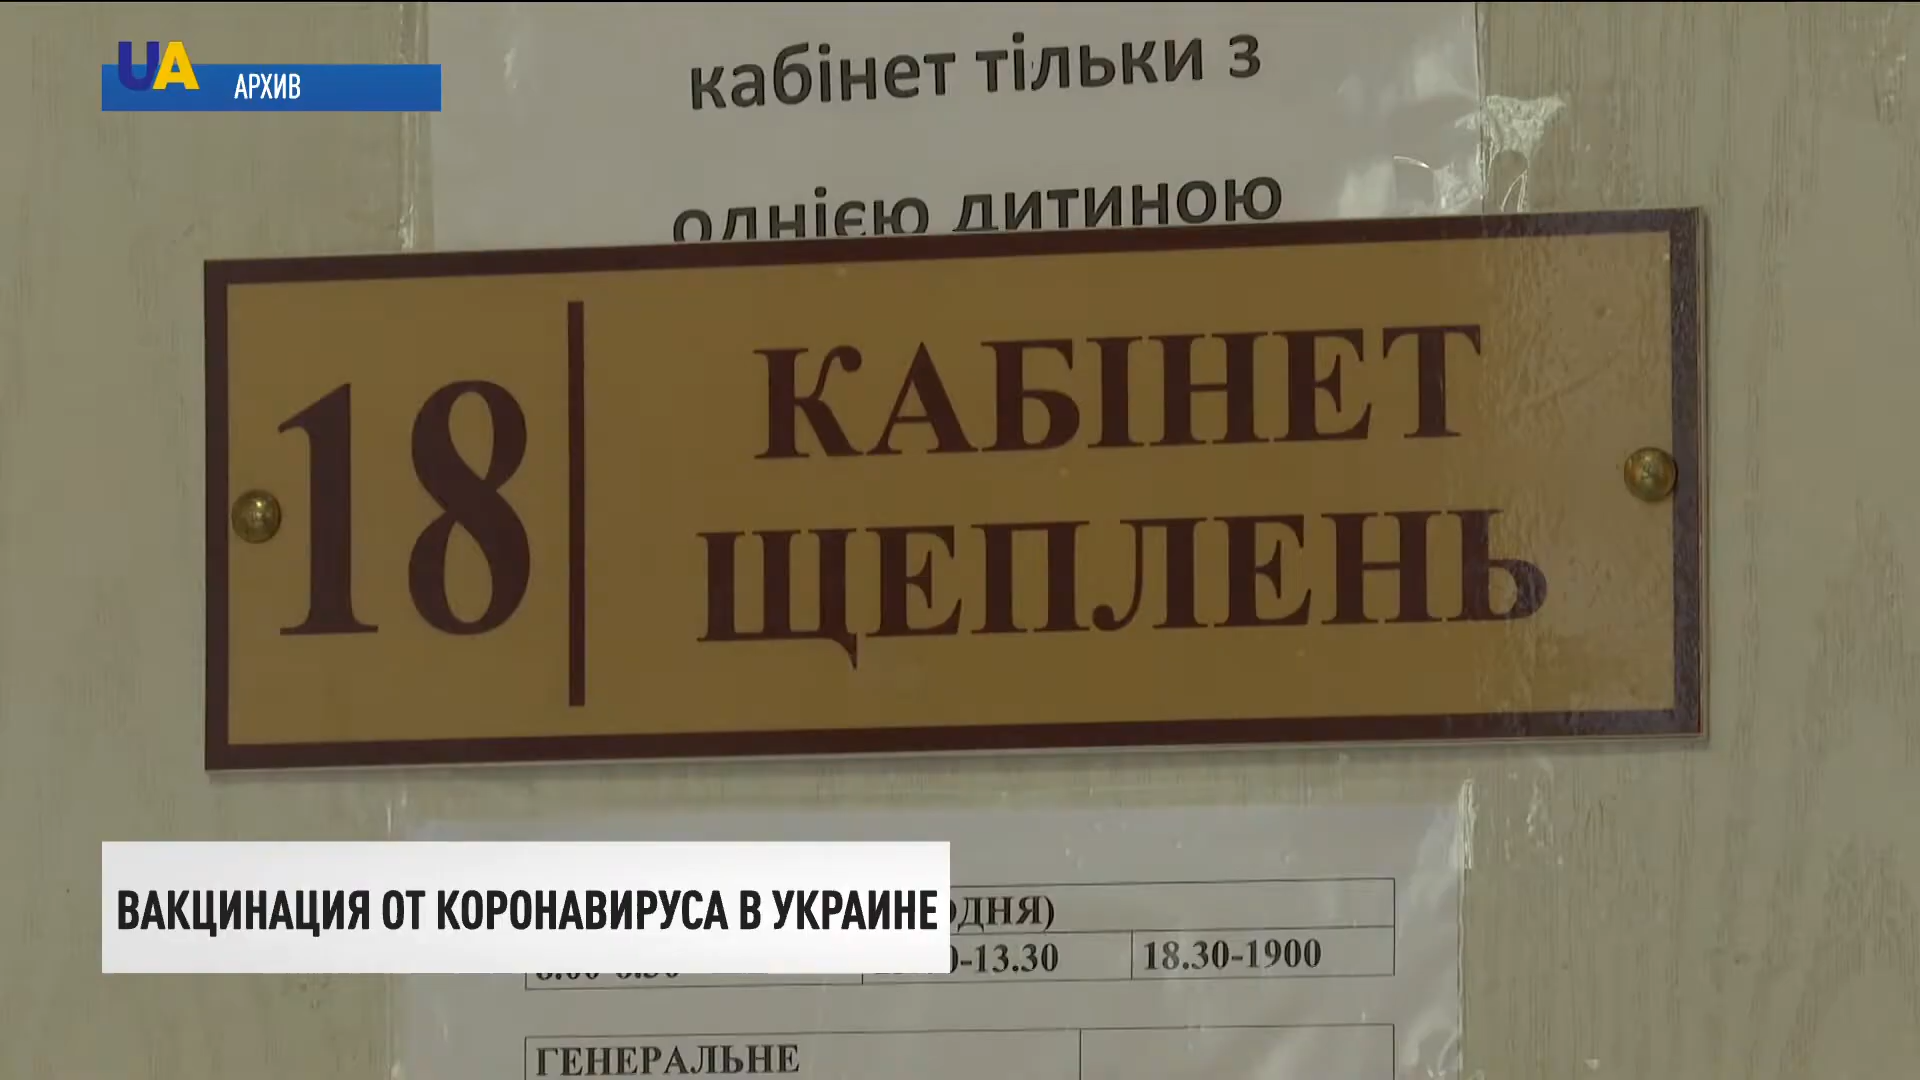 UA
АРХИВ
кабінет тільки з
однією дитиною
18
КАБІНЕТ
ЩЕПЛЕНЬ
ВАКЦИНАЦИЯ ОТ КОРОНАВИРУСА В УКРАИНЕ
18.30-1900
ГЕНЕРАЛЬНЕ